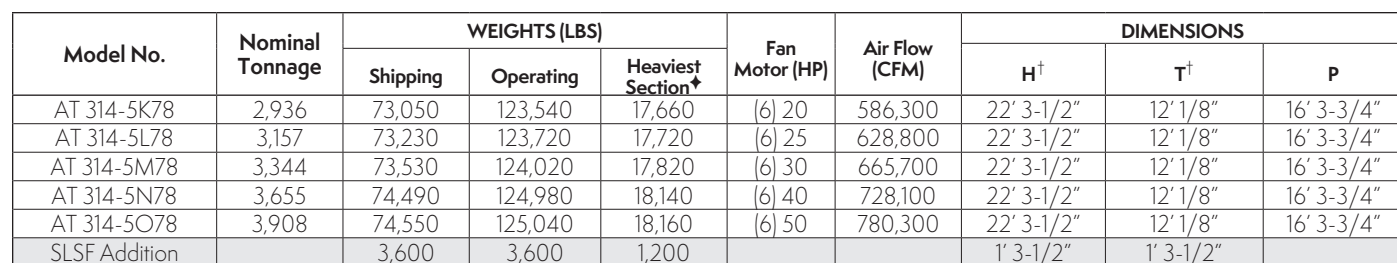 Model No. Nominal Tonnage WEIGHTS (LBS) Fan Motor (HP) Air Flow (CFM) DIMENSIONS
Shipping Operating Heaviest Section✦ H† T† P
AT 314-5K78 2,936 73,050 123,540 17,660 (6) 20 586,300 22' 3-1/2" 12' 1/8" 16' 3-3/4"
AT 314-5L78 3,157 73,230 123,720 17,720 (6) 25 628,800 22' 3-1/2" 12' 1/8" 16' 3-3/4"
AT 314-5M78 3,344 73,530 124,020 17,820 (6) 30 665,700 22' 3-1/2" 12' 1/8" 16' 3-3/4"
AT 314-5N78 3,655 74,490 124,980 18,140 (6) 40 728,100 22' 3-1/2" 12' 1/8" 16' 3-3/4"
AT 314-5O78 3,908 74,550 125,040 18,160 (6) 50 780,300 22' 3-1/2" 12' 1/8" 16' 3-3/4"
SLSF Addition 3,600 3,600 1,200 1' 3-1/2" 1' 3-1/2"